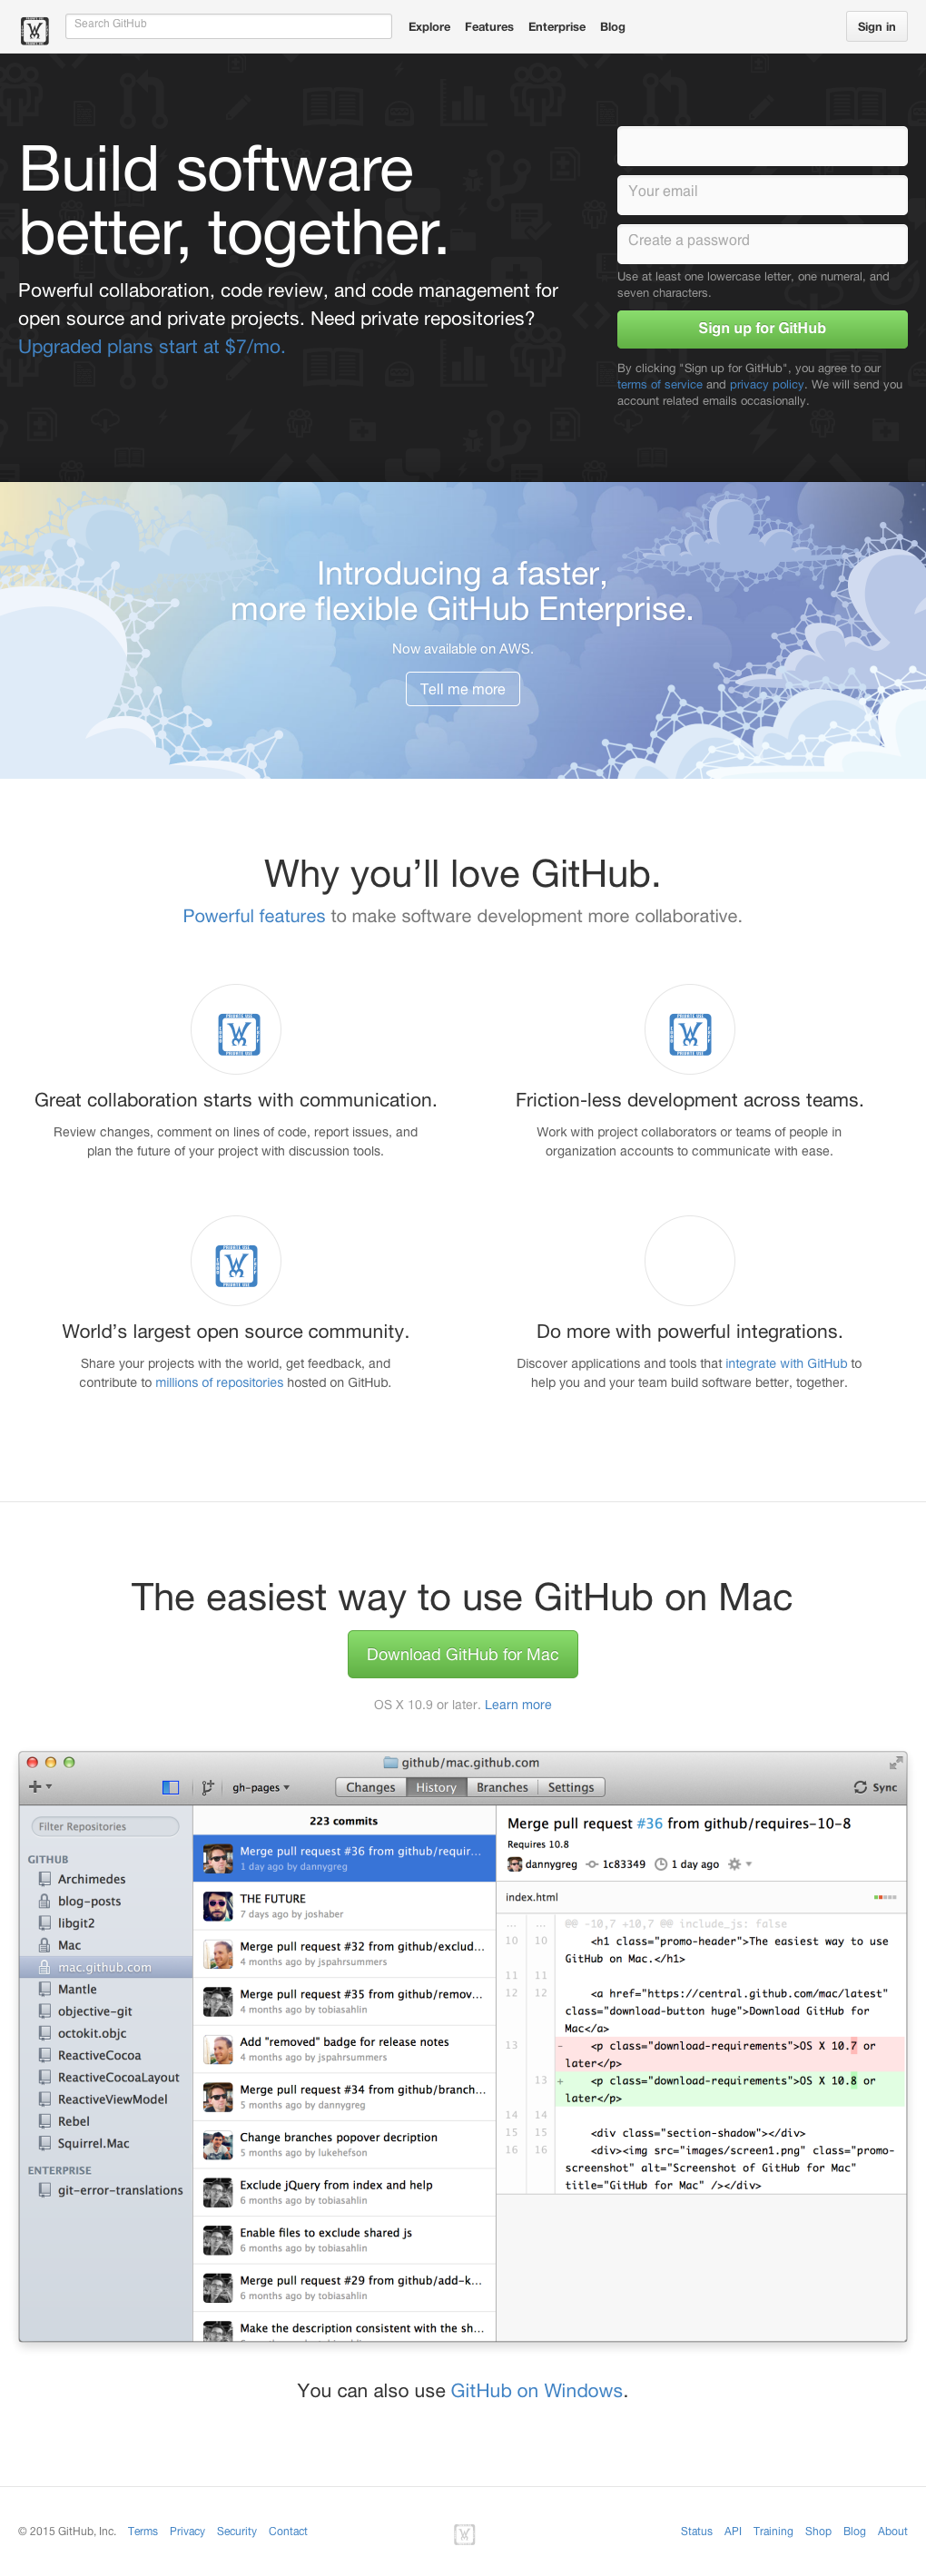 Search GitHub
Explore Features Enterprise Blog
Sign in
Build software
better, together.
Powerful collaboration, code review, and code management for
open source and private projects. Need private repositories?
Upgraded plans start at $7/mo.
Your email
Create a password
Use at least one lowercase letter, one numeral, and
seven characters.
Sign up for GitHub
By clicking "Sign up for GitHub", you agree to our
terms of service and privacy policy. We will send you
account related emails occasionally.
Introducing a faster,
more flexible GitHub Enterprise.
Now available on AWS.
Tell me more
Why you’ll love GitHub.
Powerful features to make software development more collaborative.
PRIVATE USE
PRIVATE USE
Great collaboration starts with communication.
Review changes, comment on lines of code, report issues, and
plan the future of your project with discussion tools.
PRIVATE USE
PRIVATE USE
Friction-less development across teams.
Work with project collaborators or teams of people in
organization accounts to communicate with ease.
PRIVATE USE
PRIVATE USE
World’s largest open source community.
Share your projects with the world, get feedback, and
contribute to millions of repositories hosted on GitHub.
Do more with powerful integrations.
Discover applications and tools that integrate with GitHub to
help you and your team build software better, together.
The easiest way to use GitHub on Mac
Download GitHub for Mac
OS X 10.9 or later. Learn more
github/mac.github.com
gh-pages
Changes History Branches Settings
Sync
Filter Repositories
GITHUB
Archimedes
blog-posts
libgit2
Mac
mac.github.com
Mantle
objective-git
octokit.objc
ReactiveCocoa
ReactiveCocoaLayout
ReactiveViewModel
Rebel
Squirrel.Mac
ENTERPRISE
git-error-translations
223 commits
Merge pull request #36 from github/requir...
1 day ago by dannygreg
THE FUTURE
7 days ago by joshaber
Merge pull request #32 from github/exclud...
4 months ago by jspahrsummers
Merge pull request #35 from github/remov...
4 months ago by tobiasahlin
Add "removed" badge for release notes
4 months ago by jspahrsummers
Merge pull request #34 from github/branch...
5 months ago by dannygreg
Change branches popover decription
5 months ago by lukehefson
Exclude jQuery from index and help
6 months ago by tobiasahlin
Enable files to exclude shared js
6 months ago by tobiasahlin
Merge pull request #29 from github/add-k...
6 months ago by tobiasahlin
Make the description consistent with the sh...
Merge pull request #36 from github/requires-10-8
Requires 10.8
dannygreg 1c83349 1 day ago
index.html
... ... @@ -10,7 +10,7 @@ include_js: false
10 10 <h1 class="promo-header">The easiest way to use
GitHub on Mac.</h1>
11 11
12 12 <a href="https://central.github.com/mac/latest"
class="download-button huge">Download GitHub for
Mac</a>
13 - <p class="download-requirements">OS X 10.7 or
later</p>
13 + <p class="download-requirements">OS X 10.8 or
later</p>
14 14
15 15 <div class="section-shadow"></div>
16 16 <div><img src="images/screen1.png" class="promo-
screenshot" alt="Screenshot of GitHub for Mac"
title="GitHub for Mac" /></div>
You can also use GitHub on Windows.
© 2015 GitHub, Inc. Terms Privacy Security Contact
Status API Training Shop Blog About